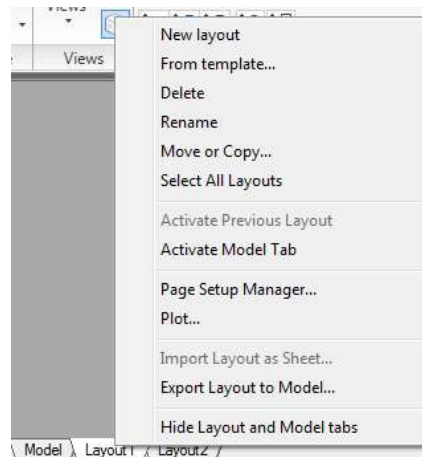 Views
Views
New layout
From template...
Delete
Rename
Move or Copy...
Select All Layouts
Activate Previous Layout
Activate Model Tab
Page Setup Manager...
Plot...
Import Layout as Sheet...
Export Layout to Model...
Hide Layout and Model tabs
Model Layout1 Layout2